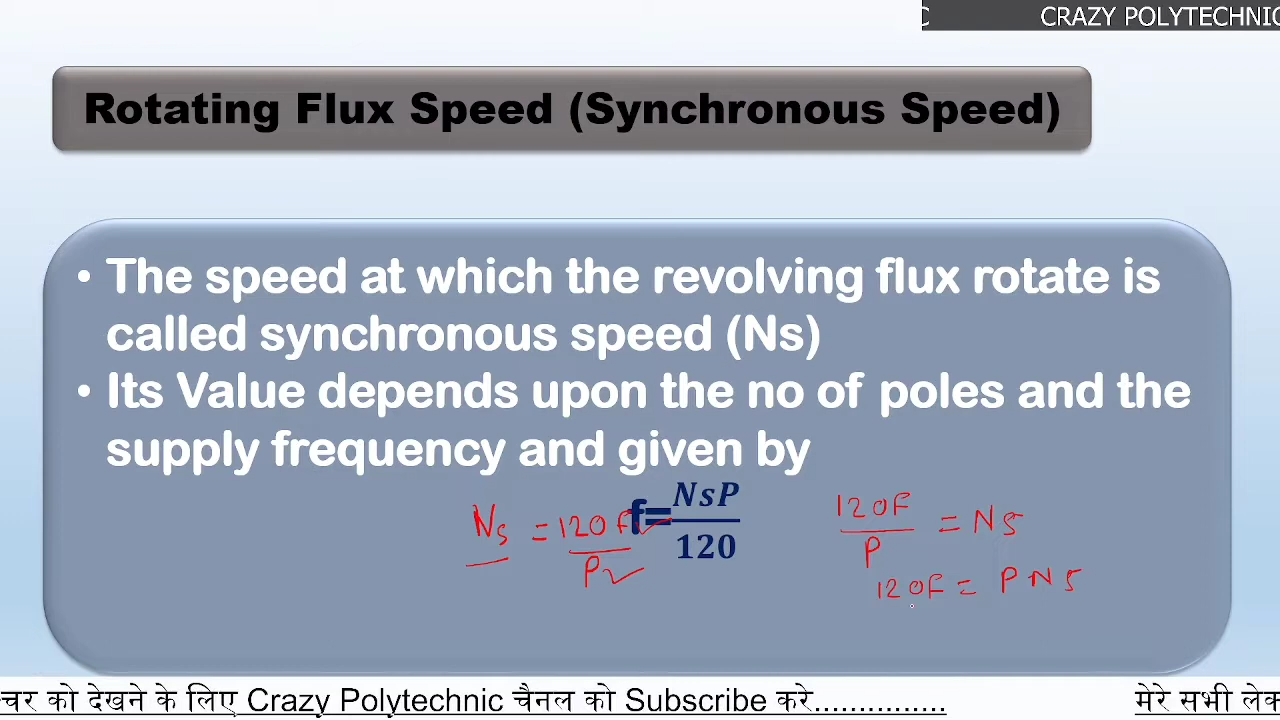 C CRAZY POLYTECHNIC
Rotating Flux Speed (Synchronous Speed)
• The speed at which the revolving flux rotate is
called synchronous speed (Ns)
• Its Value depends upon the no of poles and the
supply frequency and given by
f=NsP/120
Ns = 120F/P
120F/P = Ns
120F = PNs
चर को देखने के लिए Crazy Polytechnic चैनल को Subscribe करे............... मेरे सभी लेक